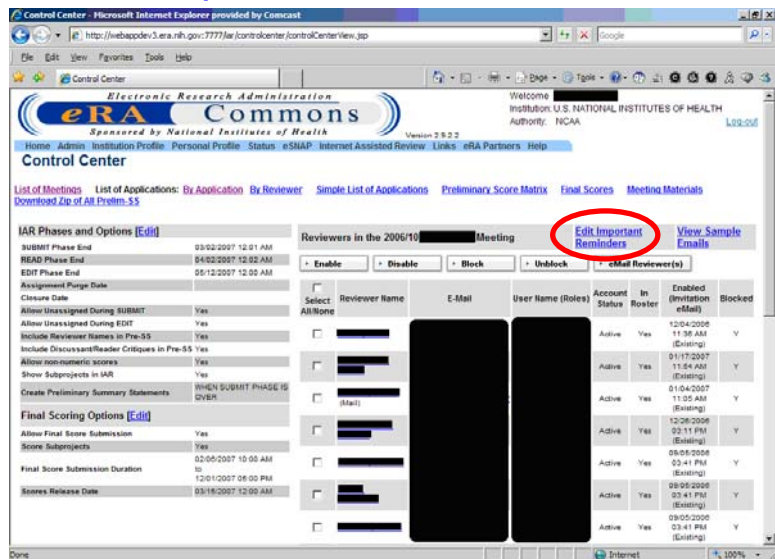 Control Center - Microsoft Internet Explorer provided by Comcast
http://webappdev3.era.nih.gov:7777/iar/controlcenter/controlCenterView.jsp
Google
File Edit View Favorites Tools Help
Control Center
Page Tools
Electronic Research Administration
eRA Commons
Sponsored by National Institutes of Health
Version 2.9.2.2
Welcome
Institution: U.S. NATIONAL INSTITUTES OF HEALTH
Authority: NCAA
Log-out
Home Admin Institution Profile Personal Profile Status eSNAP Internet Assisted Review Links eRA Partners Help
Control Center
List of Meetings List of Applications: By Application By Reviewer Simple List of Applications Preliminary Score Matrix Final Scores Meeting Materials
Download Zip of All Prelim-SS
IAR Phases and Options [Edit]
SUBMIT Phase End 03/02/2007 12:01 AM
READ Phase End 04/02/2007 12:02 AM
EDIT Phase End 05/12/2007 12:00 AM
Assignment Purge Date
Closure Date
Allow Unassigned During SUBMIT Yes
Allow Unassigned During EDIT Yes
Include Reviewer Names in Pre-SS Yes
Include Discussant/Reader Critiques in Pre-SS Yes
Allow non-numeric scores Yes
Show Subprojects in IAR Yes
Create Preliminary Summary Statements WHEN SUBMIT PHASE IS OVER
Final Scoring Options [Edit]
Allow Final Score Submission Yes
Score Subprojects Yes
Final Score Submission Duration 02/06/2007 10:00 AM
to
12/01/2007 06:00 PM
Scores Release Date 03/16/2007 12:00 AM
Reviewers in the 2006/10 Meeting
Edit Important Reminders
View Sample Emails
Enable Disable Block Unblock eMail Reviewer(s)
Select All/None Reviewer Name E-Mail User Name (Roles) Account Status In Roster Enabled (Invitation eMail) Blocked
Active Yes 12/04/2006 11:36 AM (Existing) Y
Active Yes 01/17/2007 11:54 AM (Existing) Y
(Mail) Active Yes 01/04/2007 11:05 AM (Existing) Y
Active Yes 12/28/2006 03:11 PM (Existing) Y
Active Yes 09/05/2006 03:41 PM (Existing) Y
Active Yes 09/05/2006 03:41 PM (Existing) Y
Active Yes 09/05/2006 03:41 PM (Existing) Y
Done
Internet
100%